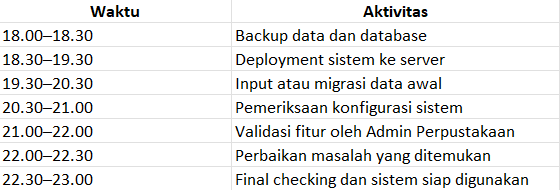 Waktu Aktivitas
18.00–18.30 Backup data dan database
18.30–19.30 Deployment sistem ke server
19.30–20.30 Input atau migrasi data awal
20.30–21.00 Pemeriksaan konfigurasi sistem
21.00–22.00 Validasi fitur oleh Admin Perpustakaan
22.00–22.30 Perbaikan masalah yang ditemukan
22.30–23.00 Final checking dan sistem siap digunakan